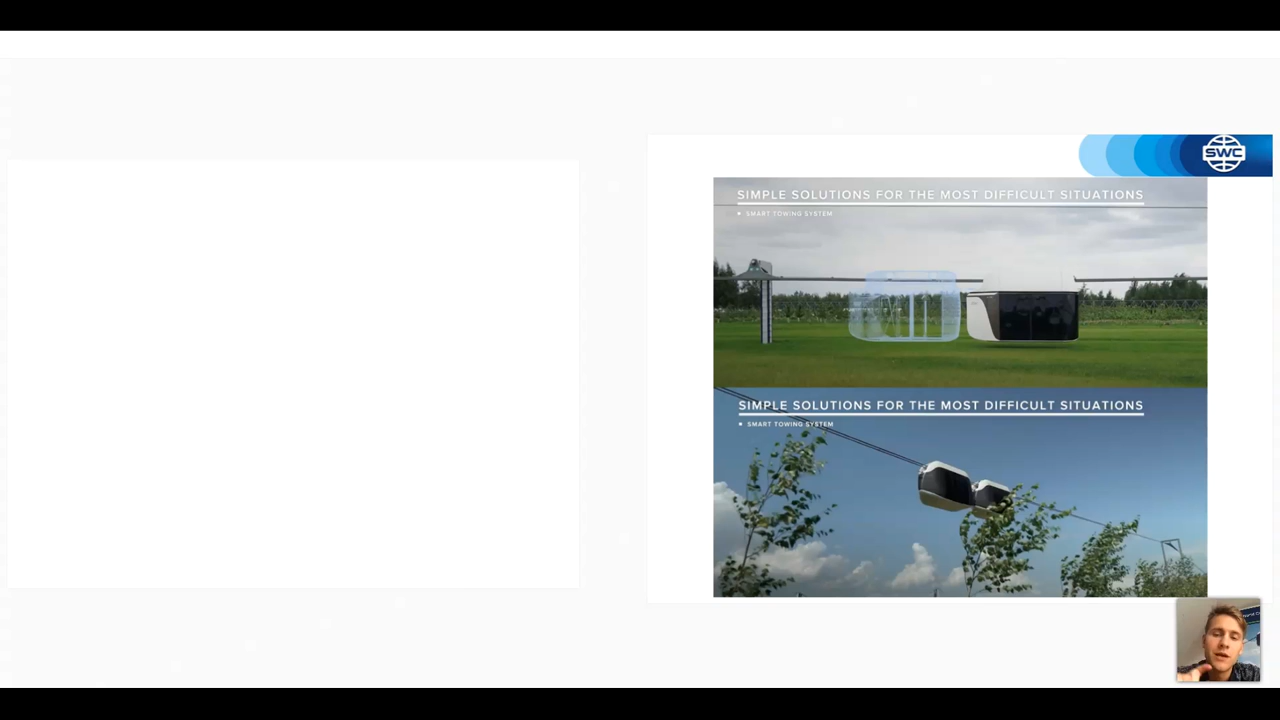 SWC
SIMPLE SOLUTIONS FOR THE MOST DIFFICULT SITUATIONS
SMART TOWING SYSTEM
SIMPLE SOLUTIONS FOR THE MOST DIFFICULT SITUATIONS
SMART TOWING SYSTEM